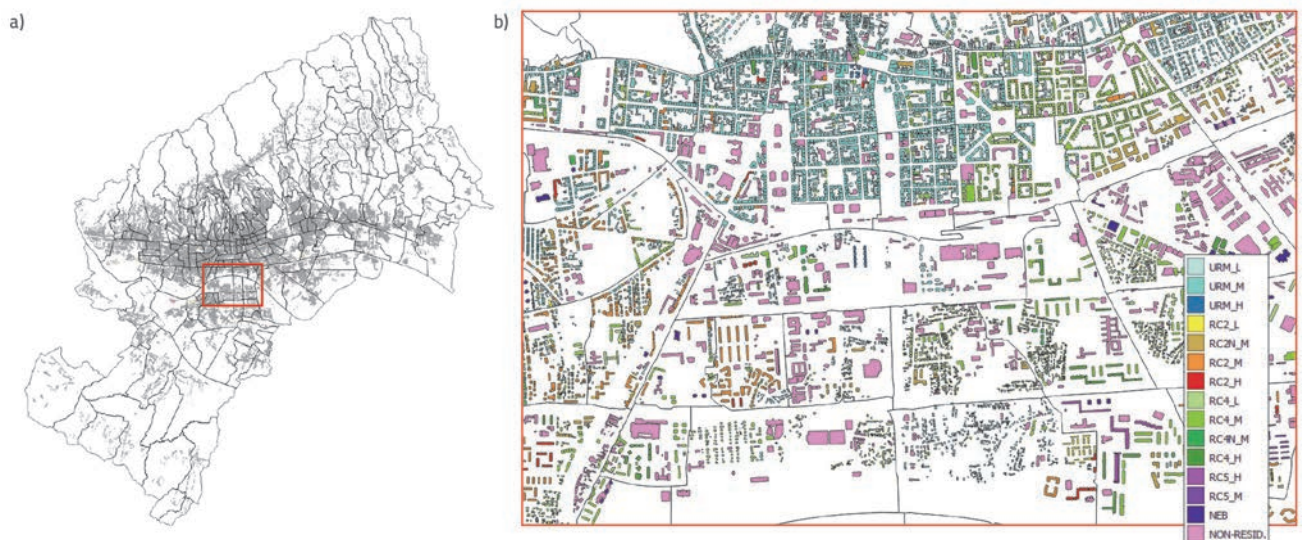 a)
b)
URM_L
URM_M
URM_H
RC2_L
RC2N_M
RC2_M
RC2_H
RC4_L
RC4_M
RC4N_M
RC4_H
RC5_H
RC5_M
NEB
NON-RESID.